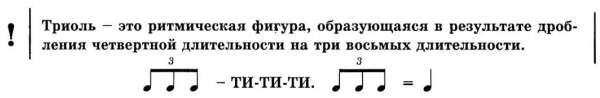 ! Триоль – это ритмическая фигура, образующаяся в результате дроб-
ления четвертной длительности на три восьмых длительности.
3 3
– ТИ-ТИ-ТИ. =